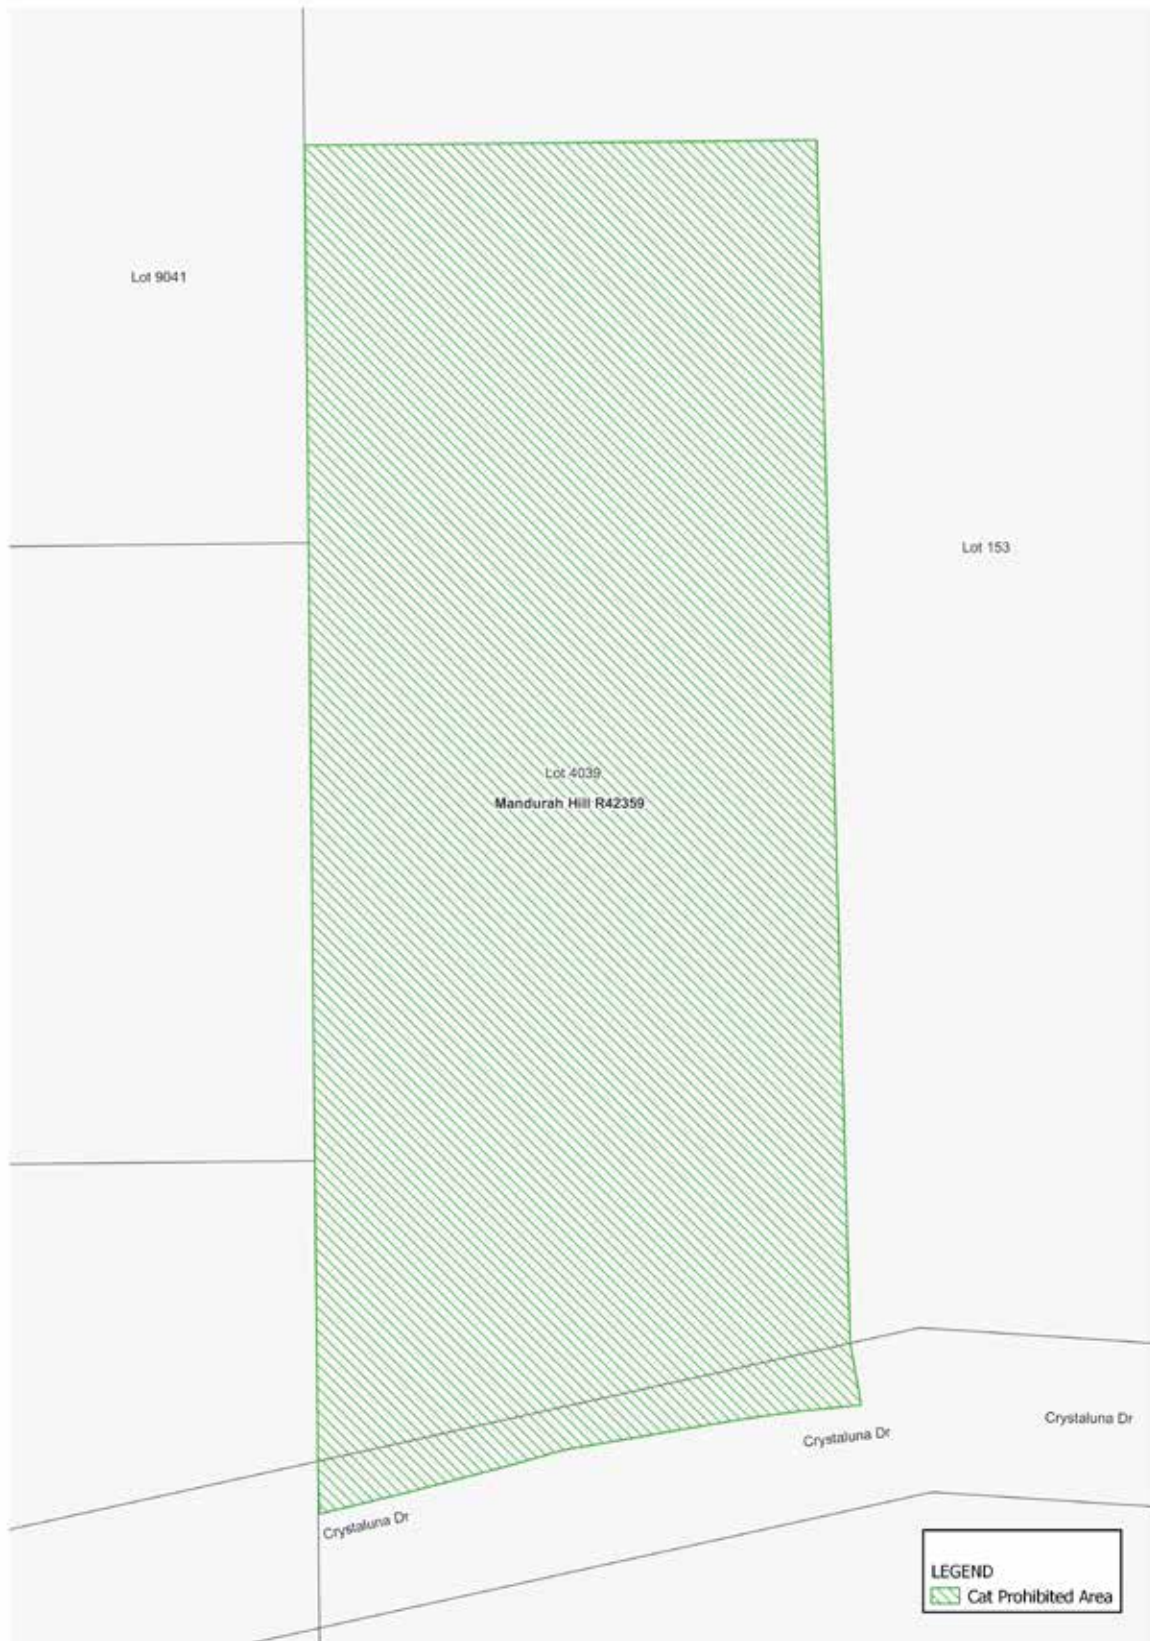 Lot 9041
Lot 153
Lot 4039
Mandurah Hill R42359
Crystaluna Dr
Crystaluna Dr
Crystaluna Dr
LEGEND
Cat Prohibited Area